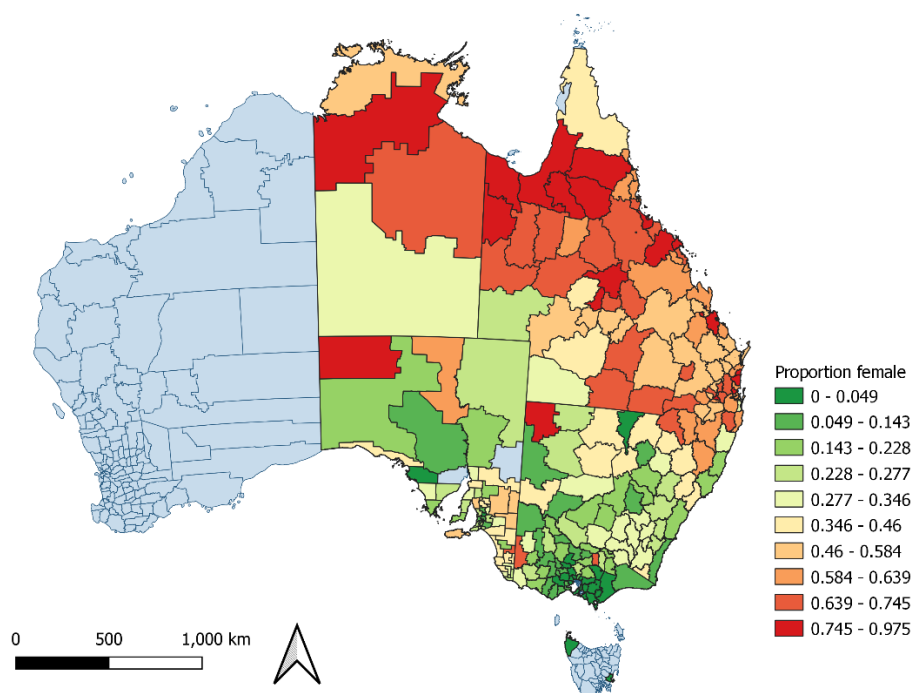 Proportion female
0 - 0.049
0.049 - 0.143
0.143 - 0.228
0.228 - 0.277
0.277 - 0.346
0.346 - 0.46
0.46 - 0.584
0.584 - 0.639
0.639 - 0.745
0.745 - 0.975
0 500 1,000 km